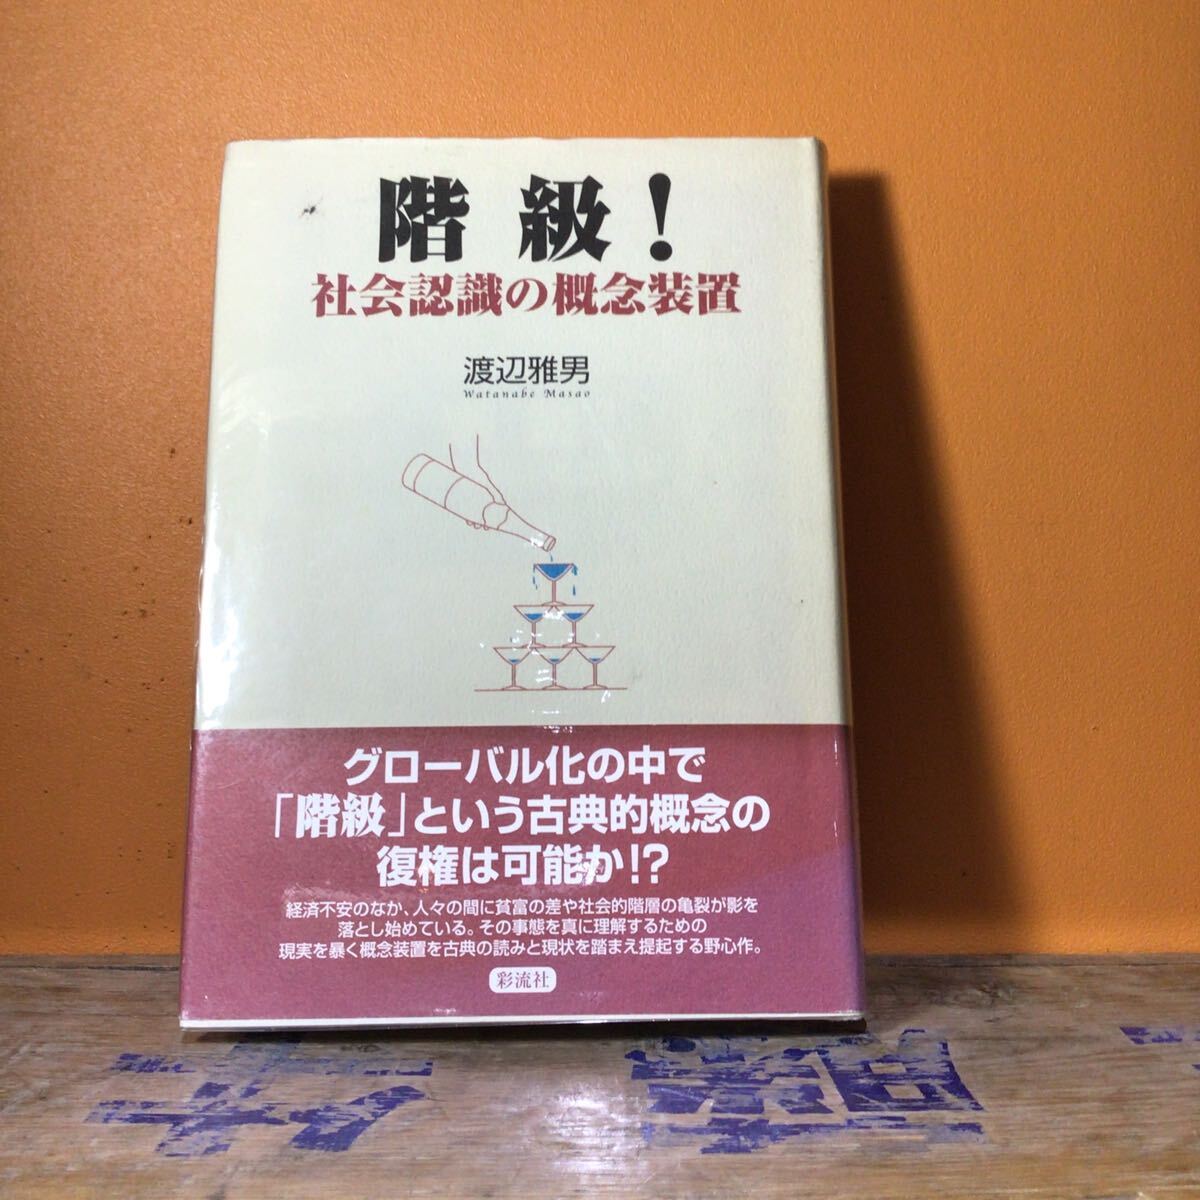 階級!
社会認識の概念装置
渡辺雅男
Watanabe Masao
グローバル化の中で
「階級」という古典的概念の
復権は可能か!?
経済不安のなか、人々の間に貧富の差や社会的階層の亀裂が影を
落とし始めている。その事態を真に理解するための
現実を暴く概念装置を古典の読みと現状を踏まえ提起する野心作。
彩流社